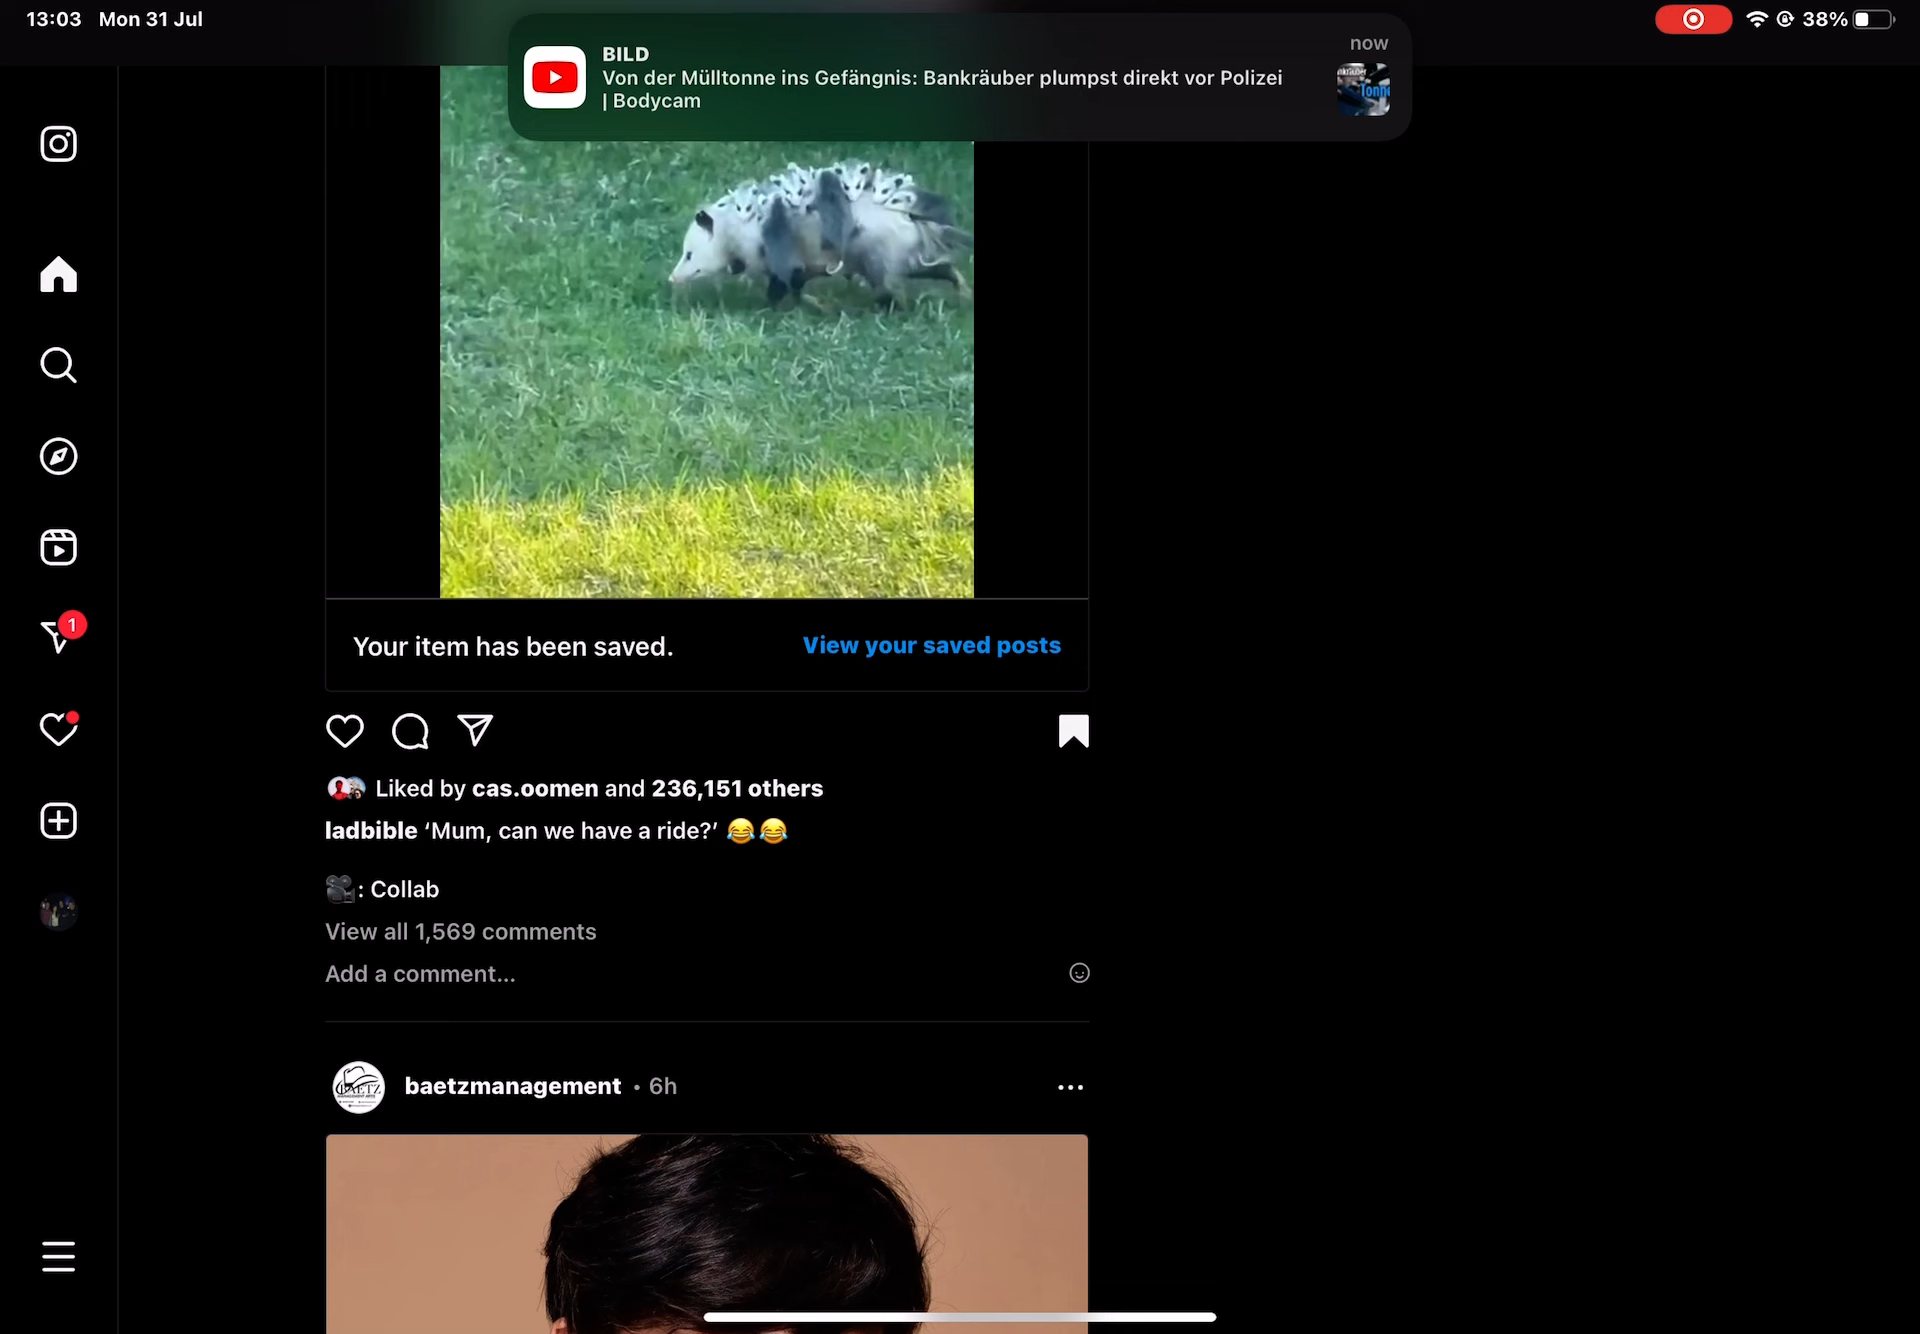 13:03 Mon 31 Jul
38%
BILD
now
Von der Mülltonne ins Gefängnis: Bankräuber plumpst direkt vor Polizei
| Bodycam
1
Your item has been saved.
View your saved posts
Liked by cas.oomen and 236,151 others
ladbible ‘Mum, can we have a ride?’ 😂😂
🎥: Collab
View all 1,569 comments
Add a comment...
BAETZ
baetzmanagement • 6h